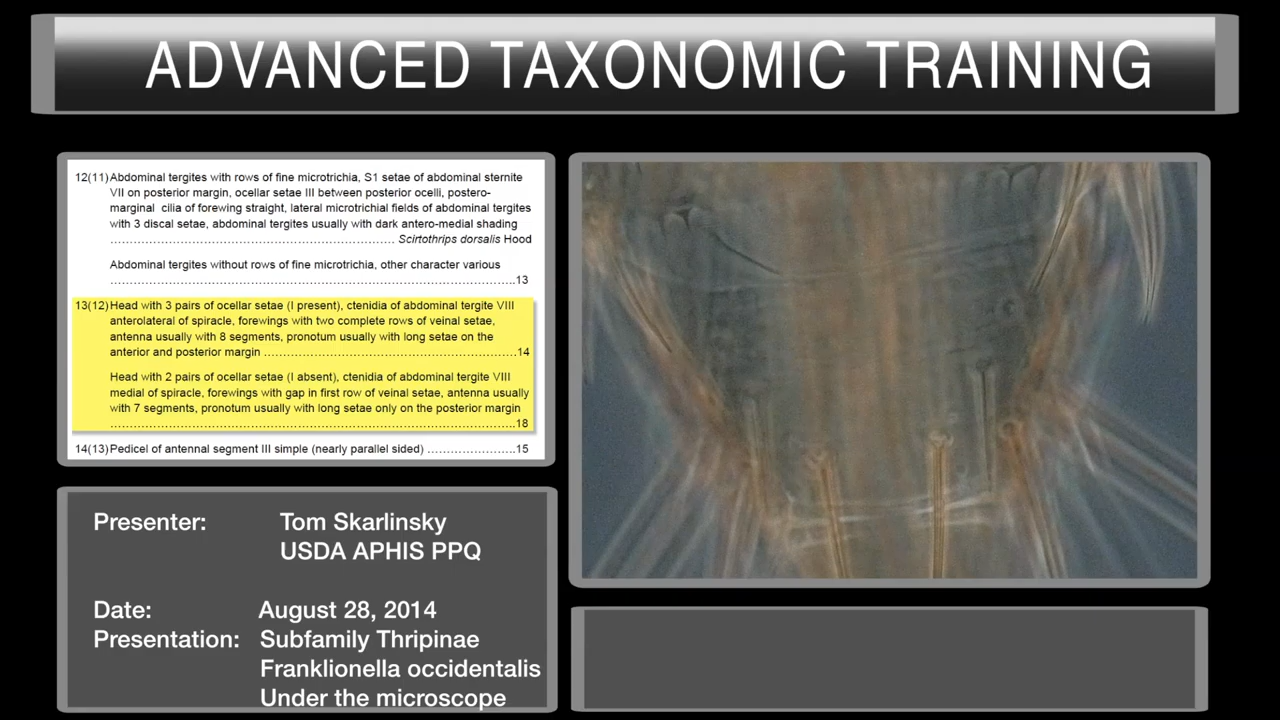 ADVANCED TAXONOMIC TRAINING
12(11) Abdominal tergites with rows of fine microtrichia, S1 setae of abdominal sternite
VII on posterior margin, ocellar setae III between posterior ocelli, postero-
marginal cilia of forewing straight, lateral microtrichial fields of abdominal tergites
with 3 discal setae, abdominal tergites usually with dark antero-medial shading
........................................................................ Scirtothrips dorsalis Hood
Abdominal tergites without rows of fine microtrichia, other character various
....................................................................................................13
13(12) Head with 3 pairs of ocellar setae (I present), ctenidia of abdominal tergite VIII
anterolateral of spiracle, forewings with two complete rows of veinal setae,
antenna usually with 8 segments, pronotum usually with long setae on the
anterior and posterior margin ...............................................................14
Head with 2 pairs of ocellar setae (I absent), ctenidia of abdominal tergite VIII
medial of spiracle, forewings with gap in first row of veinal setae, antenna usually
with 7 segments, pronotum usually with long setae only on the posterior margin
....................................................................................................18
14(13) Pedicel of antennal segment III simple (nearly parallel sided) ......................15
Presenter: Tom Skarlinsky
USDA APHIS PPQ
Date: August 28, 2014
Presentation: Subfamily Thripinae
Franklionella occidentalis
Under the microscope